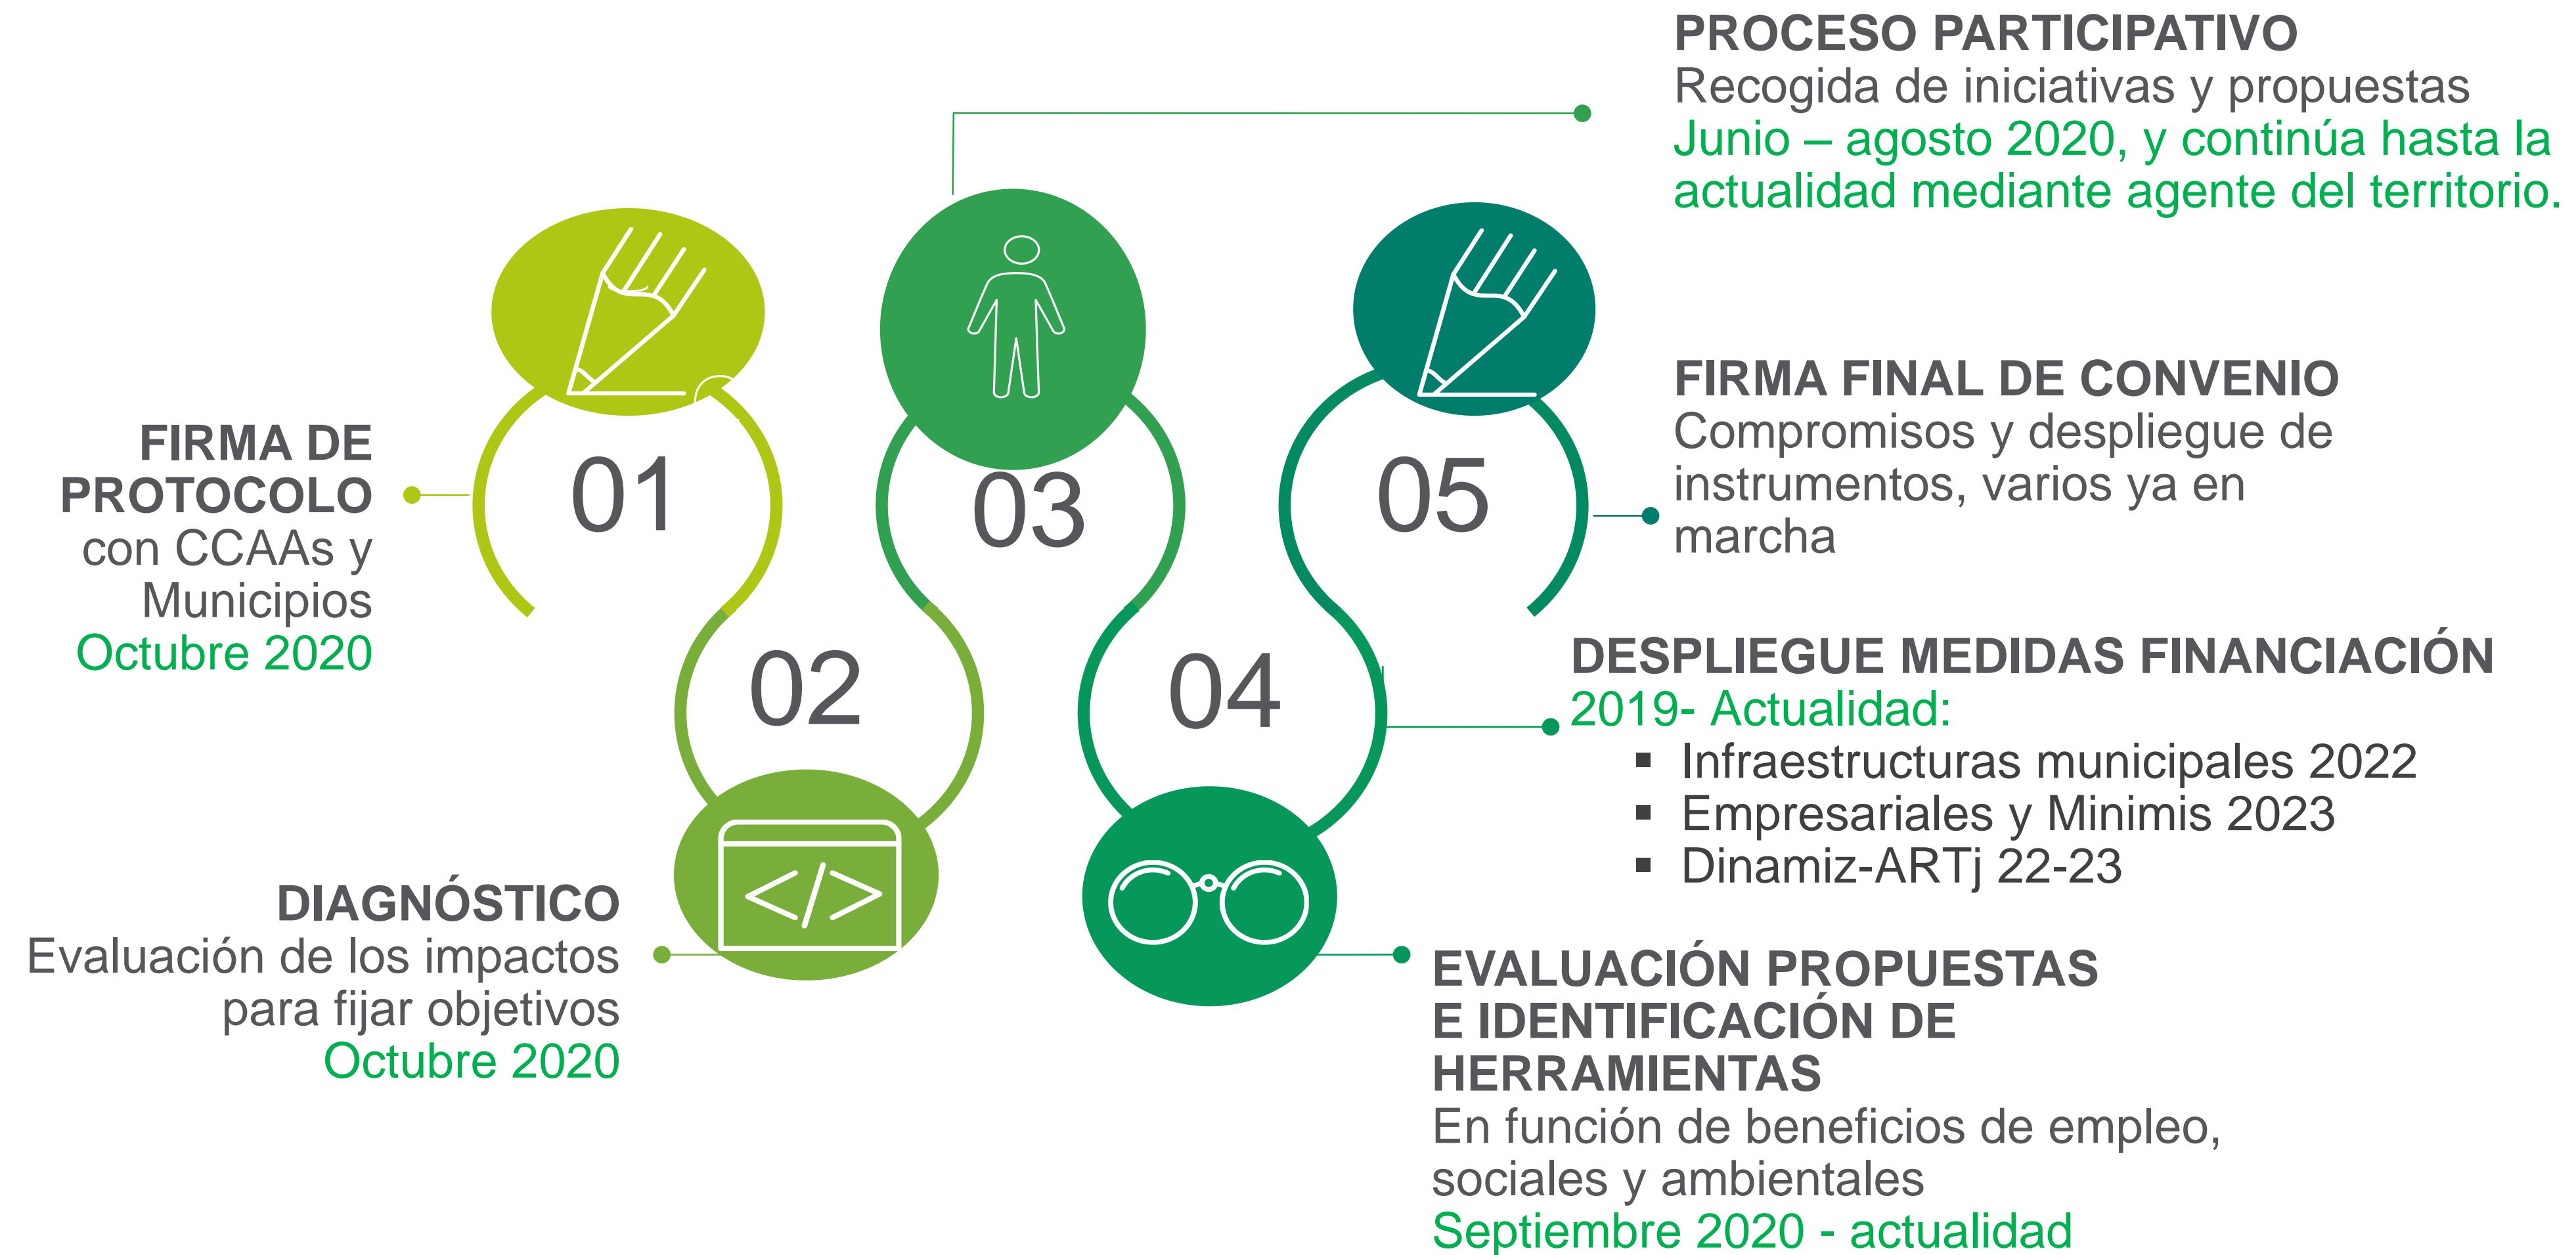 PROCESO PARTICIPATIVO
Recogida de iniciativas y propuestas
Junio – agosto 2020, y continúa hasta la
actualidad mediante agente del territorio.
FIRMA DE
PROTOCOLO
con CCAAs y
Municipios
Octubre 2020
01
02
03
04
05
FIRMA FINAL DE CONVENIO
Compromisos y despliegue de
instrumentos, varios ya en
marcha
DESPLIEGUE MEDIDAS FINANCIACIÓN
2019- Actualidad:
▪ Infraestructuras municipales 2022
▪ Empresariales y Minimis 2023
▪ Dinamiz-ARTj 22-23
DIAGNÓSTICO
Evaluación de los impactos
para fijar objetivos
Octubre 2020
</>
EVALUACIÓN PROPUESTAS
E IDENTIFICACIÓN DE
HERRAMIENTAS
En función de beneficios de empleo,
sociales y ambientales
Septiembre 2020 - actualidad